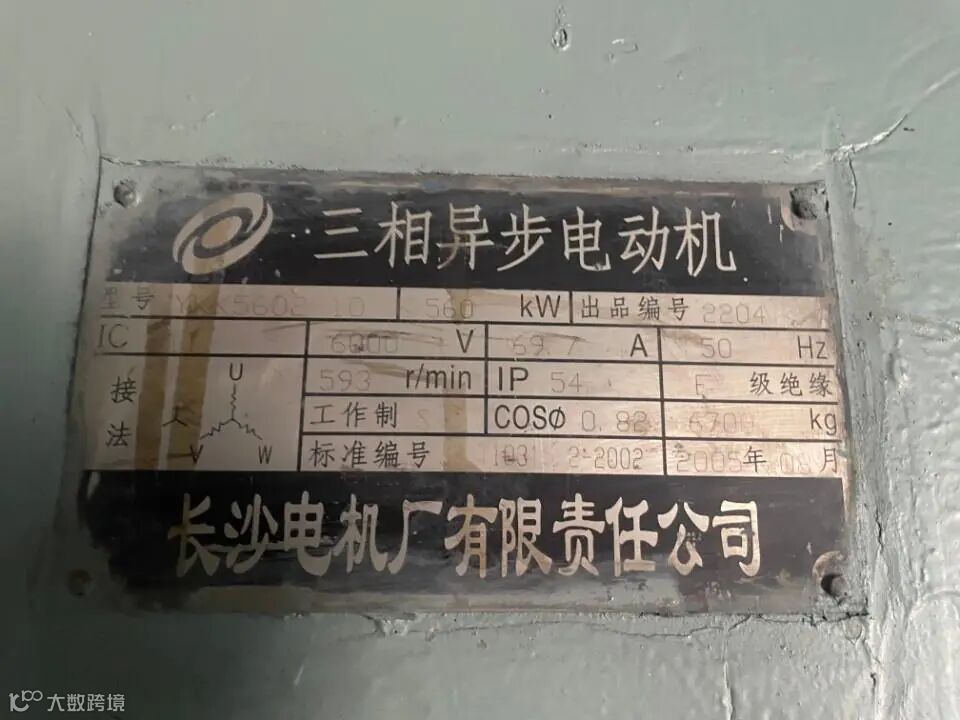 三相异步电动机
型号 YKK5602 10 560 kW 出品编号 2204
IC 6000 V 69.7 A 50 Hz
接法 U V W
593 r/min IP 54 F 级绝缘
工作制 S COSØ 0.82 6700 kg
标准编号 2-2002 2005年 08月
长沙电机厂有限责任公司
大数跨境